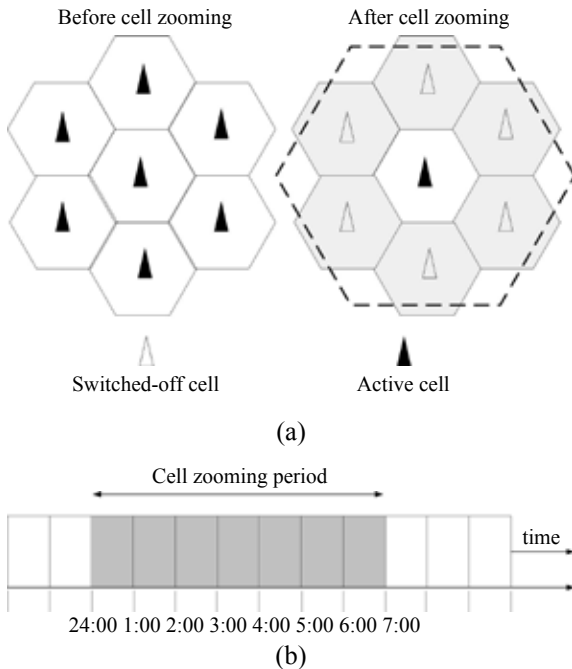 Before cell zooming
After cell zooming
Switched-off cell
Active cell
(a)
Cell zooming period
time
24:00 1:00 2:00 3:00 4:00 5:00 6:00 7:00
(b)